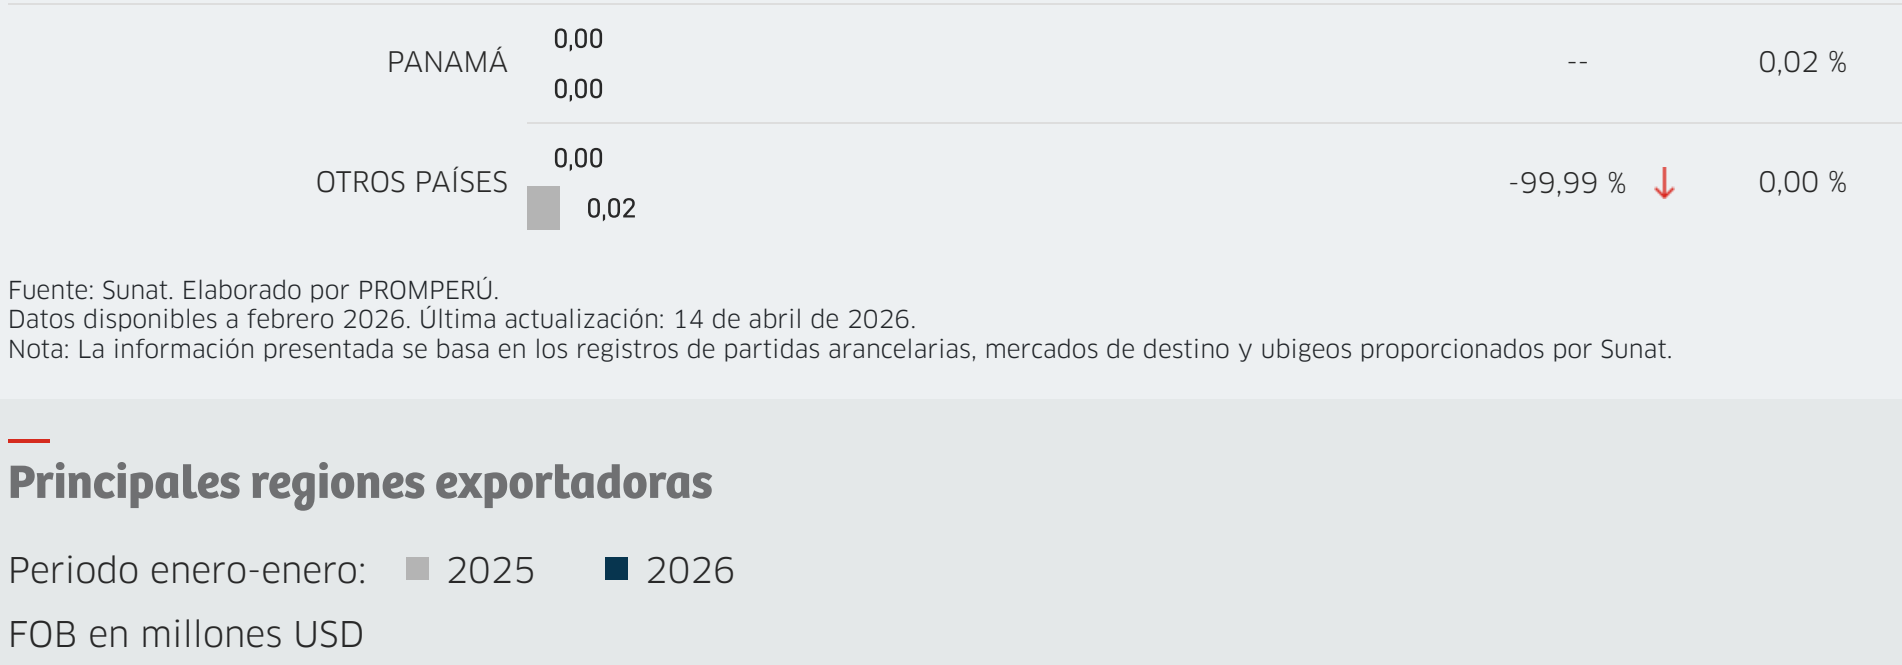 0,00
PANAMÁ -- 0,02 %
0,00
0,00
OTROS PAÍSES -99,99 % ↓ 0,00 %
0,02
Fuente: Sunat. Elaborado por PROMPERÚ.
Datos disponibles a febrero 2026. Última actualización: 14 de abril de 2026.
Nota: La información presentada se basa en los registros de partidas arancelarias, mercados de destino y ubigeos proporcionados por Sunat.
Principales regiones exportadoras
Periodo enero-enero: 2025 2026
FOB en millones USD